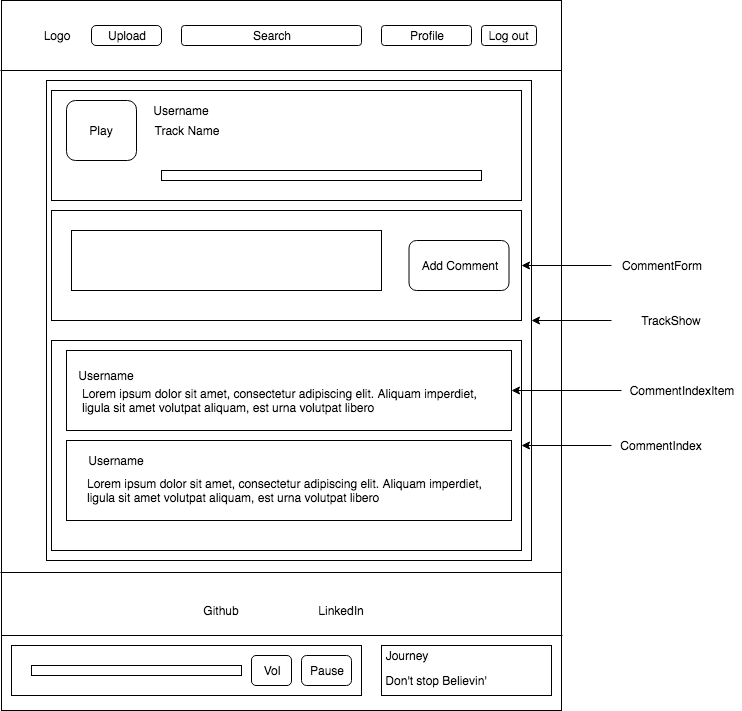 Logo
Upload
Search
Profile
Log out
Play
Username
Track Name
Add Comment
CommentForm
TrackShow
Username
Lorem ipsum dolor sit amet, consectetur adipiscing elit. Aliquam imperdiet,
ligula sit amet volutpat aliquam, est urna volutpat libero
CommentIndexItem
CommentIndex
Username
Lorem ipsum dolor sit amet, consectetur adipiscing elit. Aliquam imperdiet,
ligula sit amet volutpat aliquam, est urna volutpat libero
Github
LinkedIn
Vol
Pause
Journey
Don't stop Believin'